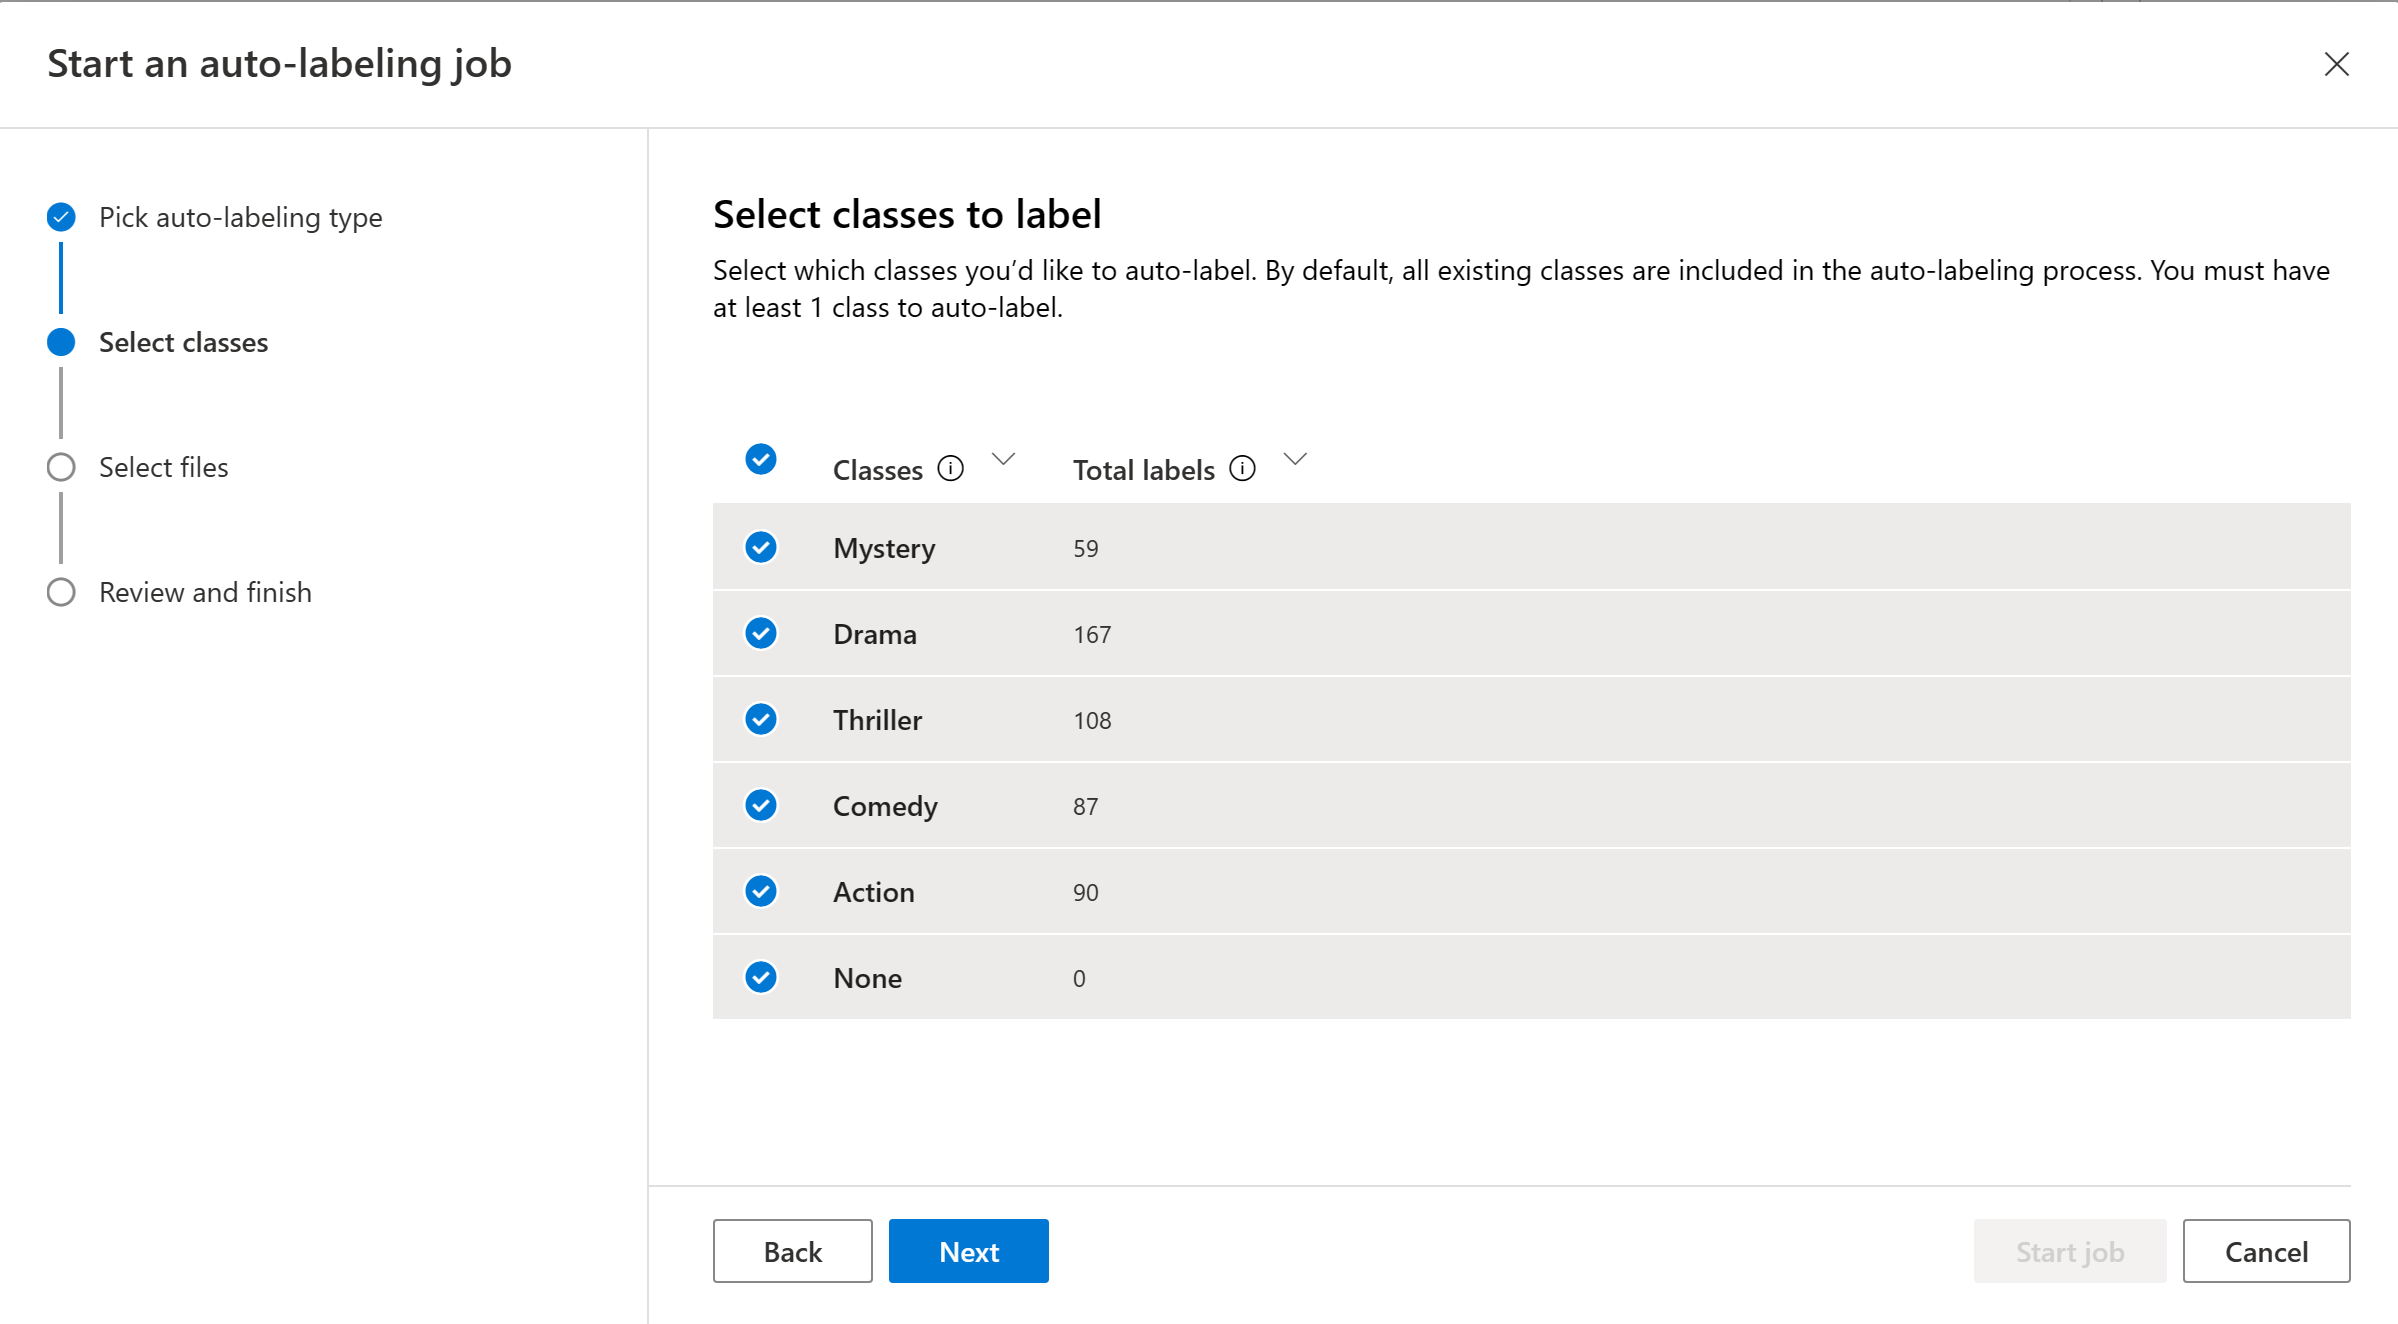 Start an auto-labeling job
Pick auto-labeling type
Select classes
Select files
Review and finish
Select classes to label
Select which classes you’d like to auto-label. By default, all existing classes are included in the auto-labeling process. You must have
at least 1 class to auto-label.
Classes Total labels
Mystery 59
Drama 167
Thriller 108
Comedy 87
Action 90
None 0
Back Next Start job Cancel